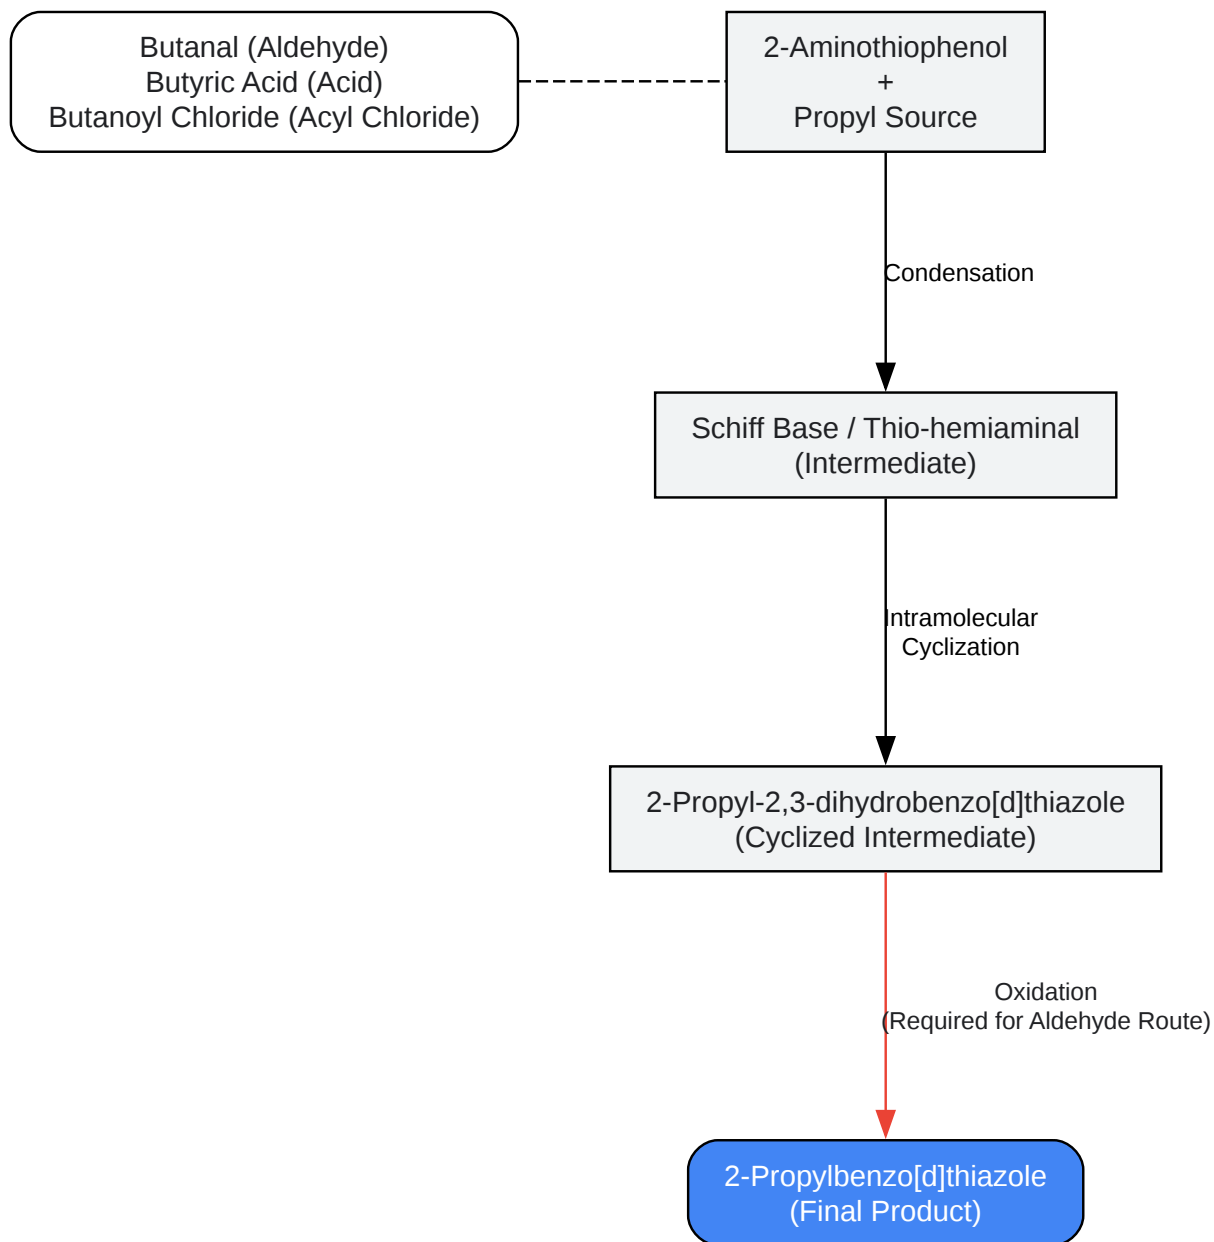 Butanal (Aldehyde)
Butyric Acid (Acid)
Butanoyl Chloride (Acyl Chloride)
2-Aminothiophenol
+
Propyl Source
Condensation
Schiff Base / Thio-hemiaminal
(Intermediate)
Intramolecular
Cyclization
2-Propyl-2,3-dihydrobenzo[d]thiazole
(Cyclized Intermediate)
Oxidation
(Required for Aldehyde Route)
2-Propylbenzo[d]thiazole
(Final Product)